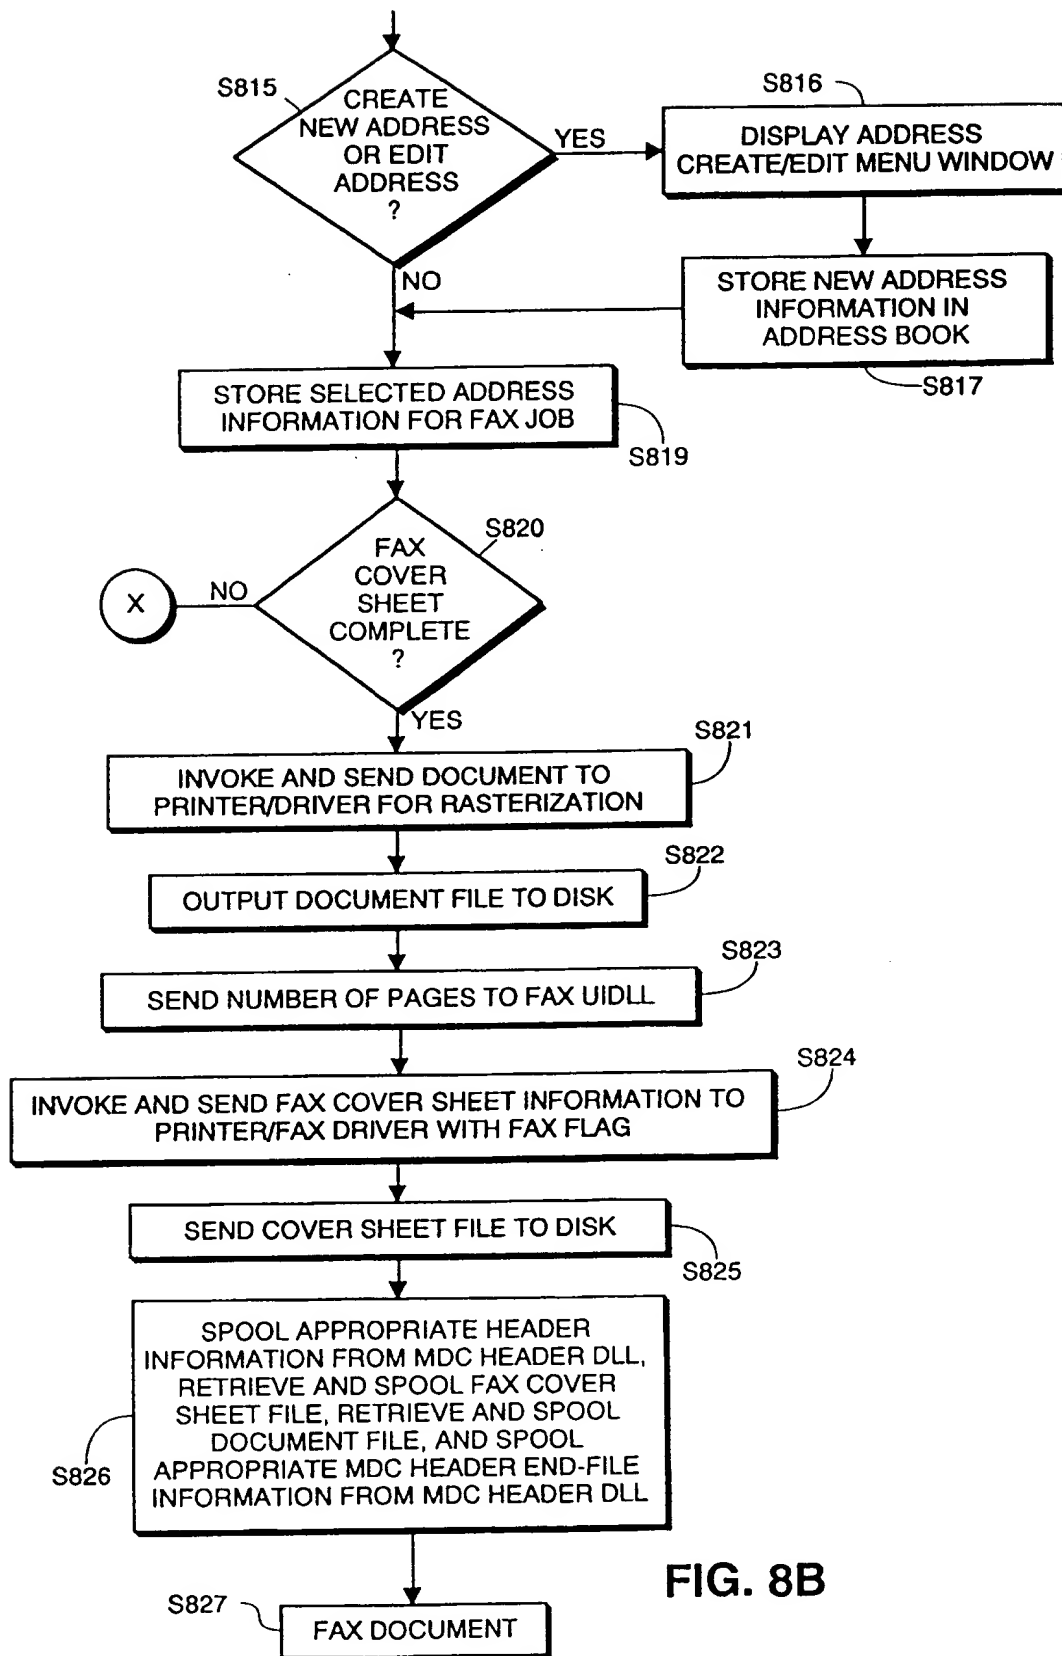 S815
CREATE
NEW ADDRESS
OR EDIT
ADDRESS
?
YES
S816
DISPLAY ADDRESS
CREATE/EDIT MENU WINDOW
NO
STORE NEW ADDRESS
INFORMATION IN
ADDRESS BOOK
S817
STORE SELECTED ADDRESS
INFORMATION FOR FAX JOB
S819
S820
FAX
COVER
SHEET
COMPLETE
?
NO
X
YES
S821
INVOKE AND SEND DOCUMENT TO
PRINTER/DRIVER FOR RASTERIZATION
S822
OUTPUT DOCUMENT FILE TO DISK
S823
SEND NUMBER OF PAGES TO FAX UIDLL
S824
INVOKE AND SEND FAX COVER SHEET INFORMATION TO
PRINTER/FAX DRIVER WITH FAX FLAG
SEND COVER SHEET FILE TO DISK
S825
SPOOL APPROPRIATE HEADER
INFORMATION FROM MDC HEADER DLL,
RETRIEVE AND SPOOL FAX COVER
SHEET FILE, RETRIEVE AND SPOOL
DOCUMENT FILE, AND SPOOL
APPROPRIATE MDC HEADER END-FILE
INFORMATION FROM MDC HEADER DLL
S826
FIG. 8B
S827
FAX DOCUMENT